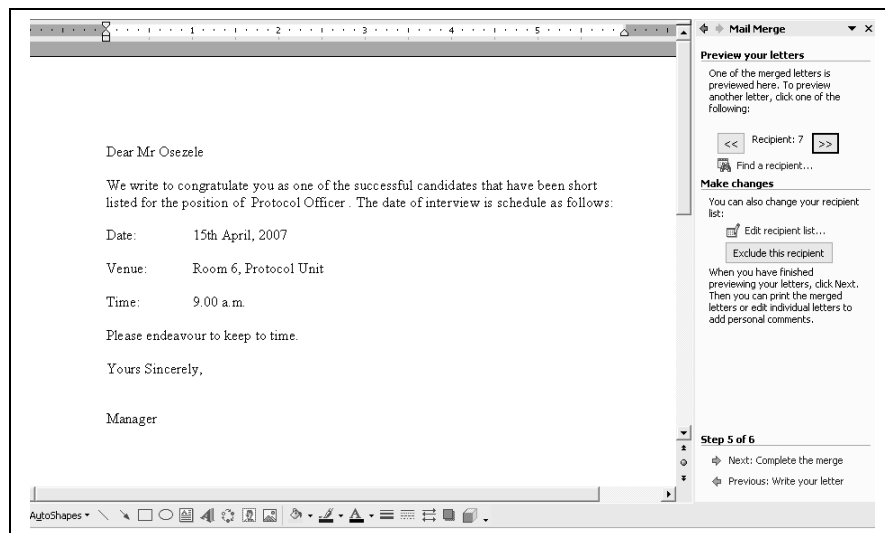 1 2 3 4 5
Dear Mr Osezele
We write to congratulate you as one of the successful candidates that have been short
listed for the position of Protocol Officer . The date of interview is schedule as follows:
Date: 15th April, 2007
Venue: Room 6, Protocol Unit
Time: 9.00 a.m.
Please endeavour to keep to time.
Yours Sincerely,
Manager
AutoShapes
Mail Merge
Preview your letters
One of the merged letters is
previewed here. To preview
another letter, click one of the
following:
<< Recipient: 7 >>
Find a recipient...
Make changes
You can also change your recipient
list:
Edit recipient list...
Exclude this recipient
When you have finished
previewing your letters, click Next.
Then you can print the merged
letters or edit individual letters to
add personal comments.
Step 5 of 6
Next: Complete the merge
Previous: Write your letter